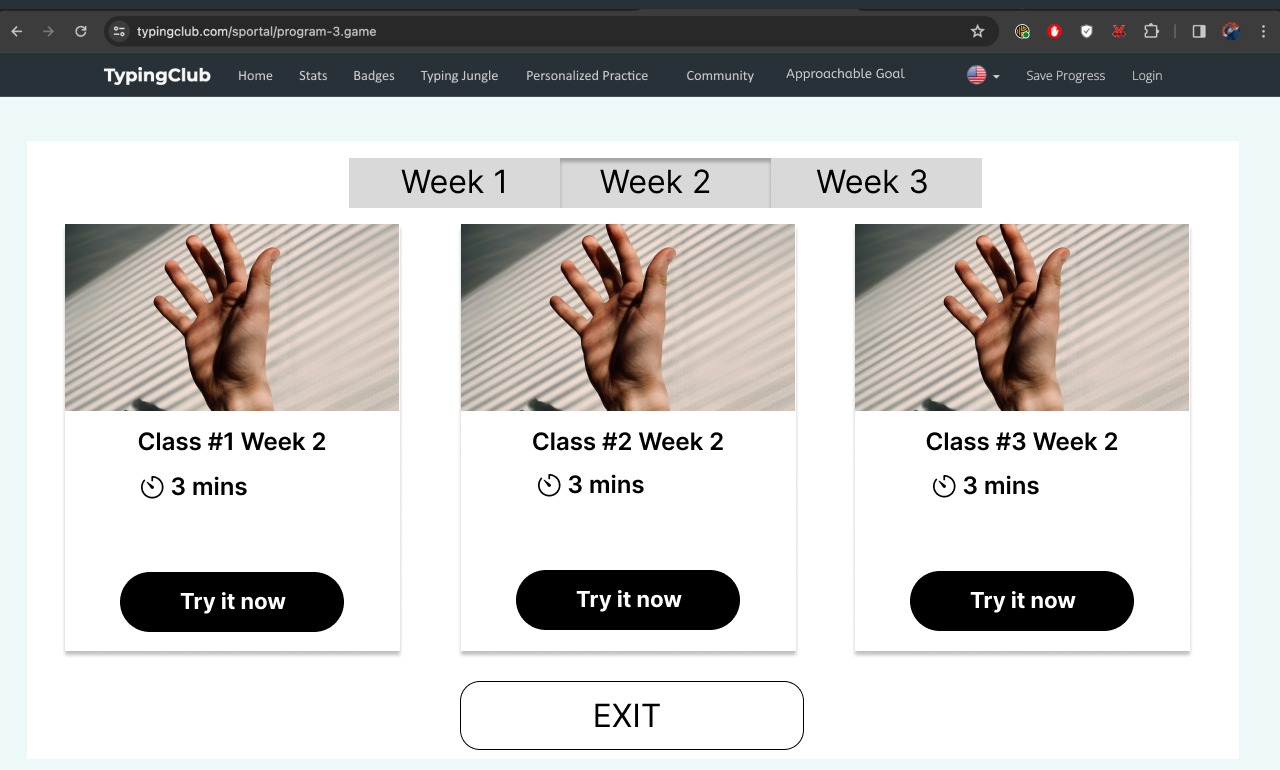 typingclub.com/sportal/program-3.game
TypingClub Home Stats Badges Typing Jungle Personalized Practice Community Approachable Goal Save Progress Login
Week 1 Week 2 Week 3
Class #1 Week 2
3 mins
Try it now
Class #2 Week 2
3 mins
Try it now
Class #3 Week 2
3 mins
Try it now
EXIT